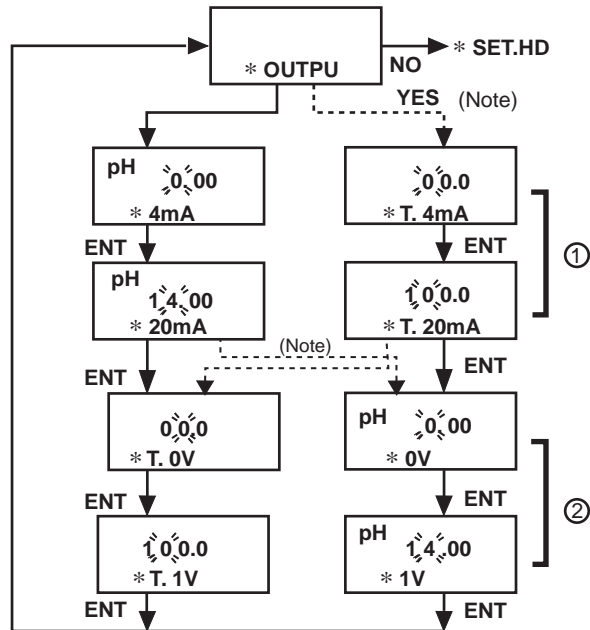 * OUTPU
NO
* SET.HD
YES (Note)
pH
0.00
* 4mA
00.0
* T. 4mA
ENT
ENT
①
pH
14.00
* 20mA
100.0
* T. 20mA
(Note)
ENT
ENT
00.0
* T. 0V
pH
0.00
* 0V
ENT
ENT
②
100.0
* T. 1V
pH
14.00
* 1V
ENT
ENT